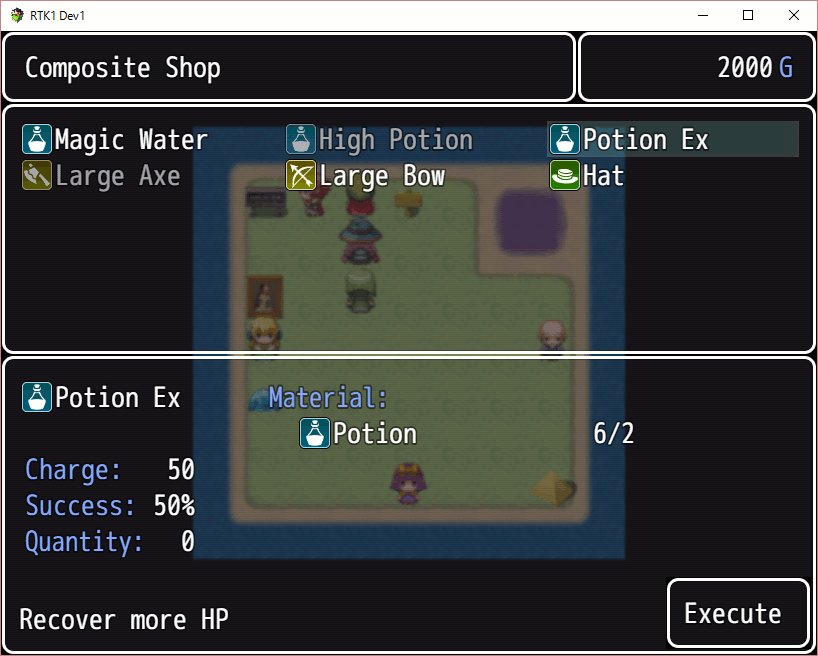 RTK1 Dev1
Composite Shop 2000 G
Magic Water High Potion Potion Ex
Large Axe Large Bow Hat
Potion Ex Material:
Potion 6/2
Charge: 50
Success: 50%
Quantity: 0
Recover more HP
Execute